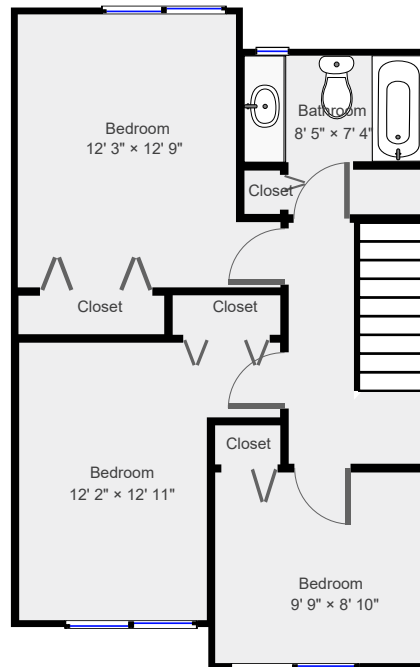 Bedroom
12' 3" × 12' 9"
Bathroom
8' 5" × 7' 4"
Closet
Closet
Closet
Closet
Bedroom
12' 2" × 12' 11"
Bedroom
9' 9" × 8' 10"